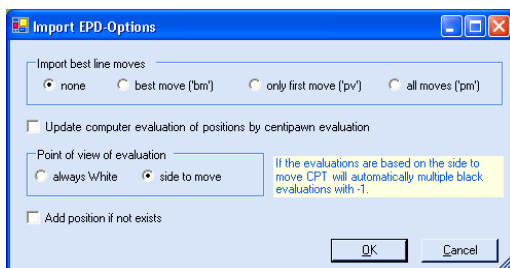 Import EPD-Options
Import best line moves
none best move ('bm') only first move ('pv') all moves ('pm')
Update computer evaluation of positions by centipawn evaluation
Point of view of evaluation
always White side to move
If the evaluations are based on the side to
move CPT will automatically multiple black
evaluations with -1.
Add position if not exists
OK Cancel